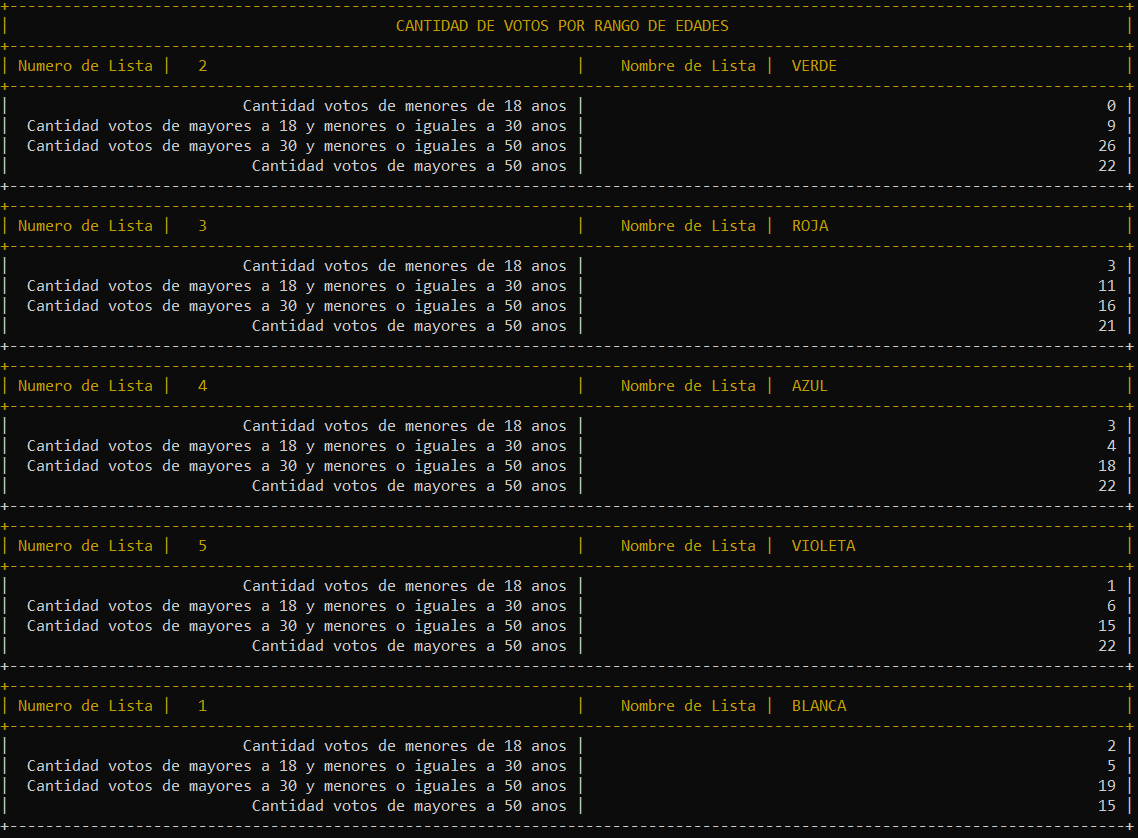 CANTIDAD DE VOTOS POR RANGO DE EDADES
Numero de Lista | 2 | Nombre de Lista | VERDE
Cantidad votos de menores de 18 anos | 0
Cantidad votos de mayores a 18 y menores o iguales a 30 anos | 9
Cantidad votos de mayores a 30 y menores o iguales a 50 anos | 26
Cantidad votos de mayores a 50 anos | 22
Numero de Lista | 3 | Nombre de Lista | ROJA
Cantidad votos de menores de 18 anos | 3
Cantidad votos de mayores a 18 y menores o iguales a 30 anos | 11
Cantidad votos de mayores a 30 y menores o iguales a 50 anos | 16
Cantidad votos de mayores a 50 anos | 21
Numero de Lista | 4 | Nombre de Lista | AZUL
Cantidad votos de menores de 18 anos | 3
Cantidad votos de mayores a 18 y menores o iguales a 30 anos | 4
Cantidad votos de mayores a 30 y menores o iguales a 50 anos | 18
Cantidad votos de mayores a 50 anos | 22
Numero de Lista | 5 | Nombre de Lista | VIOLETA
Cantidad votos de menores de 18 anos | 1
Cantidad votos de mayores a 18 y menores o iguales a 30 anos | 6
Cantidad votos de mayores a 30 y menores o iguales a 50 anos | 15
Cantidad votos de mayores a 50 anos | 22
Numero de Lista | 1 | Nombre de Lista | BLANCA
Cantidad votos de menores de 18 anos | 2
Cantidad votos de mayores a 18 y menores o iguales a 30 anos | 5
Cantidad votos de mayores a 30 y menores o iguales a 50 anos | 19
Cantidad votos de mayores a 50 anos | 15